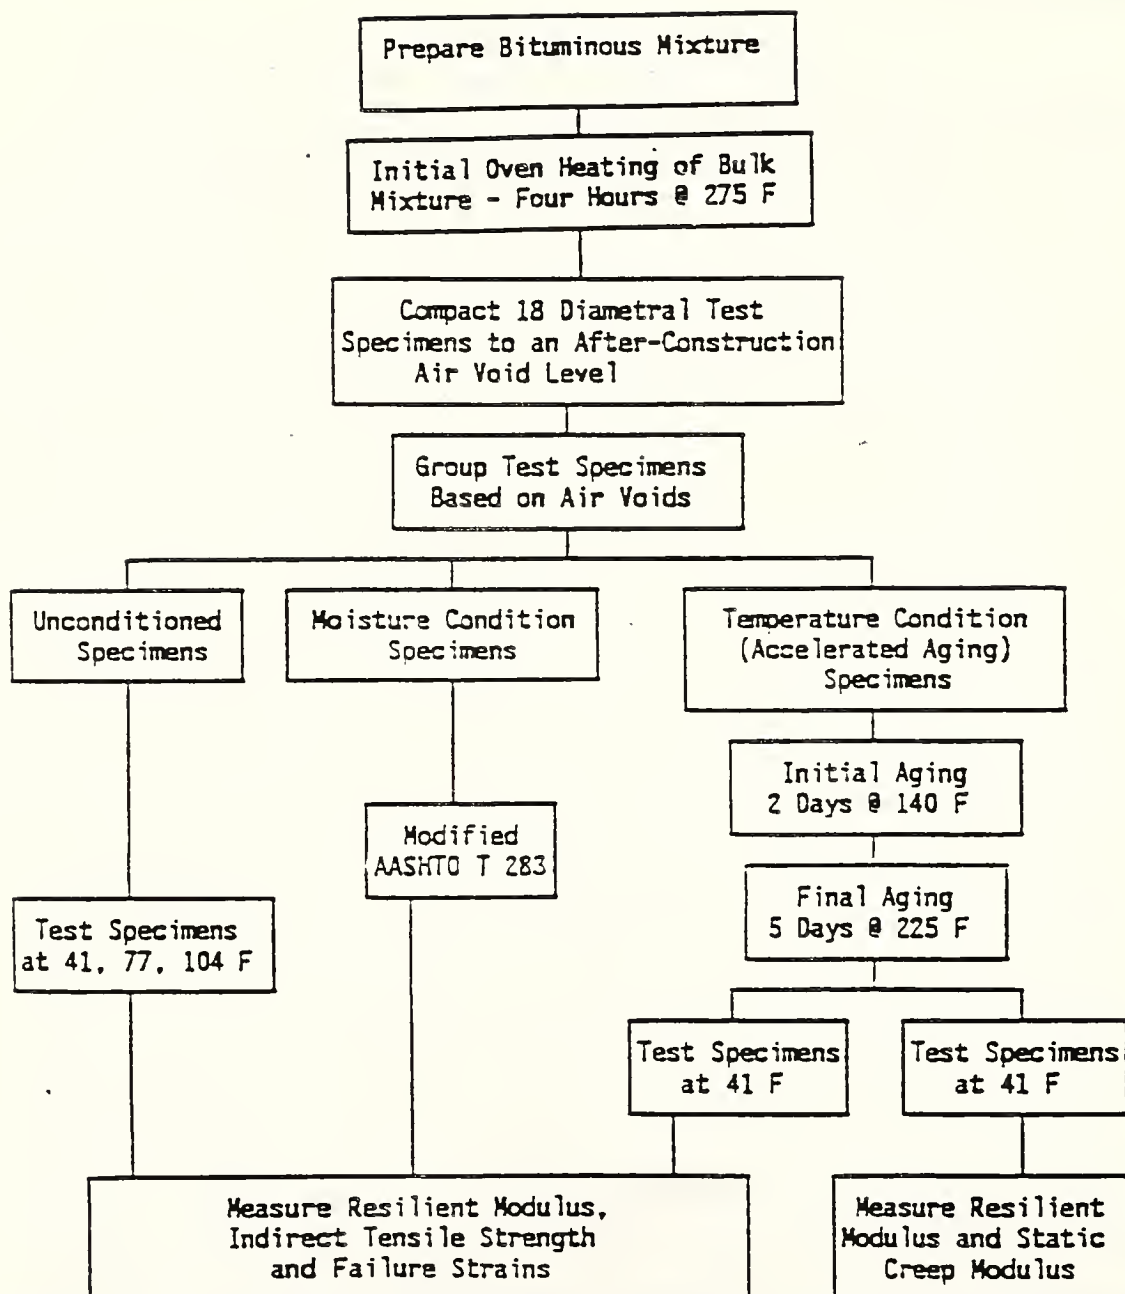 Prepare Bituminous Mixture
Initial Oven Heating of Bulk
Mixture - Four Hours @ 275 F
Compact 18 Diametral Test
Specimens to an After-Construction
Air Void Level
Group Test Specimens
Based on Air Voids
Unconditioned
Specimens
Moisture Condition
Specimens
Temperature Condition
(Accelerated Aging)
Specimens
Initial Aging
2 Days @ 140 F
Modified
AASHTO T 283
Final Aging
5 Days @ 225 F
Test Specimens
at 41, 77, 104 F
Test Specimens
at 41 F
Test Specimens
at 41 F
Measure Resilient Modulus,
Indirect Tensile Strength
and Failure Strains
Measure Resilient
Modulus and Static
Creep Modulus